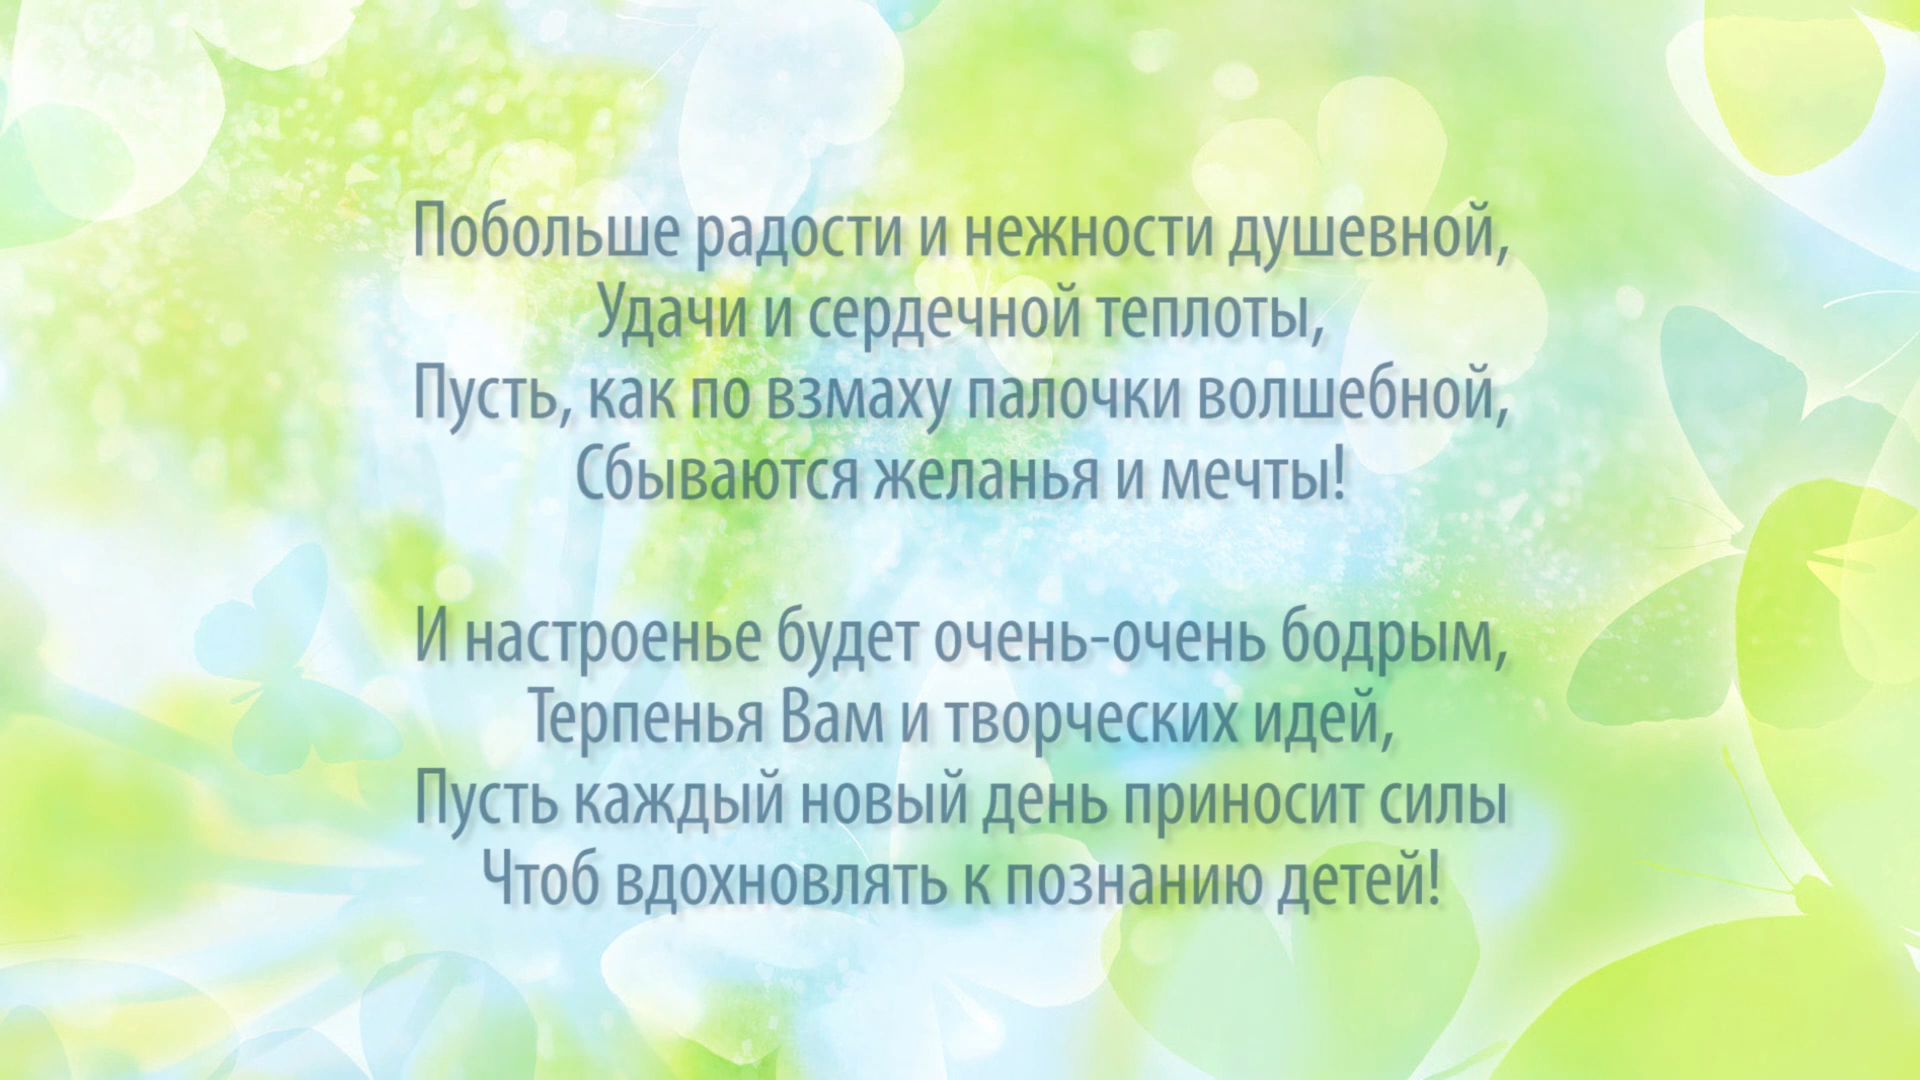 Побольше радости и нежности душевной,
Удачи и сердечной теплоты,
Пусть, как по взмаху палочки волшебной,
Сбываются желанья и мечты!
И настроенье будет очень-очень бодрым,
Терпенья Вам и творческих идей,
Пусть каждый новый день приносит силы
Чтоб вдохновлять к познанию детей!